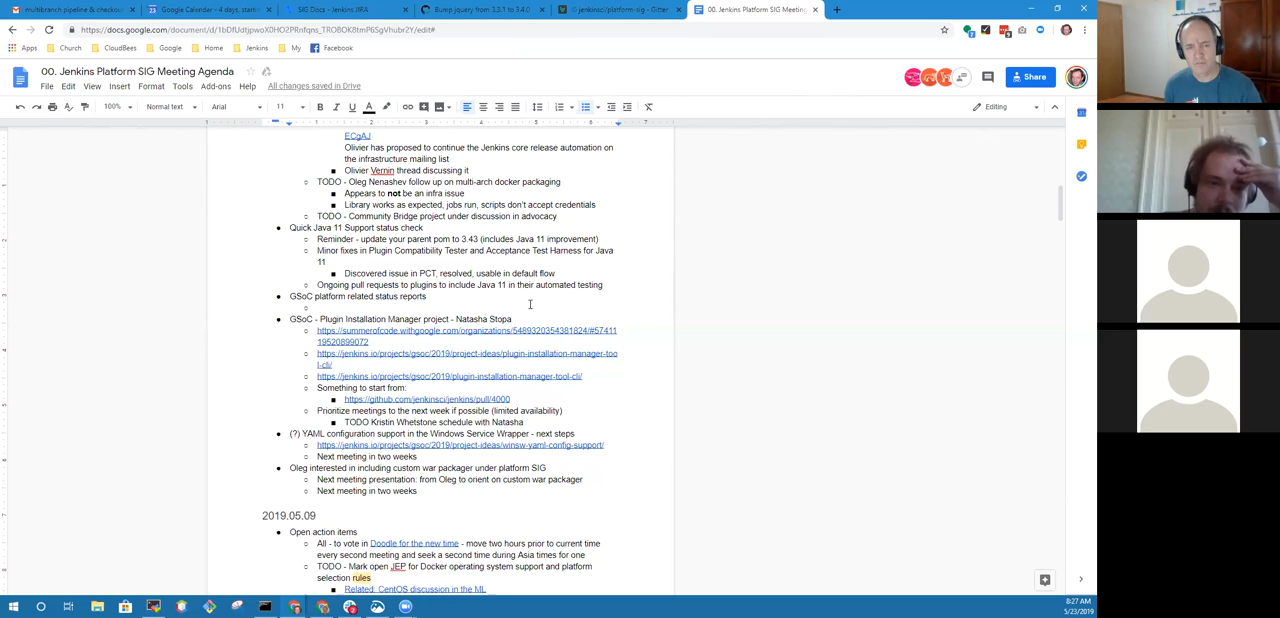 multibranch pipeline & checkou
Google Calendar - 4 days, starti
SIG Docs - Jenkins JIRA
Bump jquery from 3.3.1 to 3.4.0
jenkinsci/platform-sig - Gitter
00. Jenkins Platform SIG Meetin
https://docs.google.com/document/d/1bDfUdtjpwoX0HO2PRnfqns_TROBOK8tmP6SgVhubr2Y/edit#
Apps
Church
CloudBees
Google
Home
Jenkins
My
Facebook
00. Jenkins Platform SIG Meeting Agenda
File Edit View Insert Format Tools Add-ons Help
All changes saved in Drive
Share
100%
Normal text
Arial
11
Editing
ECgAJ
Olivier has proposed to continue the Jenkins core release automation on
the infrastructure mailing list
■ Olivier Vernin thread discussing it
○ TODO - Oleg Nenashev follow up on multi-arch docker packaging
■ Appears to not be an infra issue
■ Library works as expected, jobs run, scripts don't accept credentials
○ TODO - Community Bridge project under discussion in advocacy
● Quick Java 11 Support status check
○ Reminder - update your parent pom to 3.43 (includes Java 11 improvement)
○ Minor fixes in Plugin Compatibility Tester and Acceptance Test Harness for Java
11
■ Discovered issue in PCT, resolved, usable in default flow
○ Ongoing pull requests to plugins to include Java 11 in their automated testing
● GSoC platform related status reports
○
● GSoC - Plugin Installation Manager project - Natasha Stopa
○ https://summerofcode.withgoogle.com/organizations/5489320354381824/#57411
19520899072
○ https://jenkins.io/projects/gsoc/2019/project-ideas/plugin-installation-manager-too
l-cli/
○ https://jenkins.io/projects/gsoc/2019/plugin-installation-manager-tool-cli/
○ Something to start from:
■ https://github.com/jenkinsci/jenkins/pull/4000
○ Prioritize meetings to the next week if possible (limited availability)
■ TODO Kristin Whetstone schedule with Natasha
● (?) YAML configuration support in the Windows Service Wrapper - next steps
○ https://jenkins.io/projects/gsoc/2019/project-ideas/winsw-yaml-config-support/
○ Next meeting in two weeks
● Oleg interested in including custom war packager under platform SIG
○ Next meeting presentation: from Oleg to orient on custom war packager
○ Next meeting in two weeks
2019.05.09
● Open action items
○ All - to vote in Doodle for the new time - move two hours prior to current time
every second meeting and seek a second time during Asia times for one
○ TODO - Mark open JEP for Docker operating system support and platform
selection rules
■ Related: CentOS discussion in the ML
8:27 AM
5/23/2019